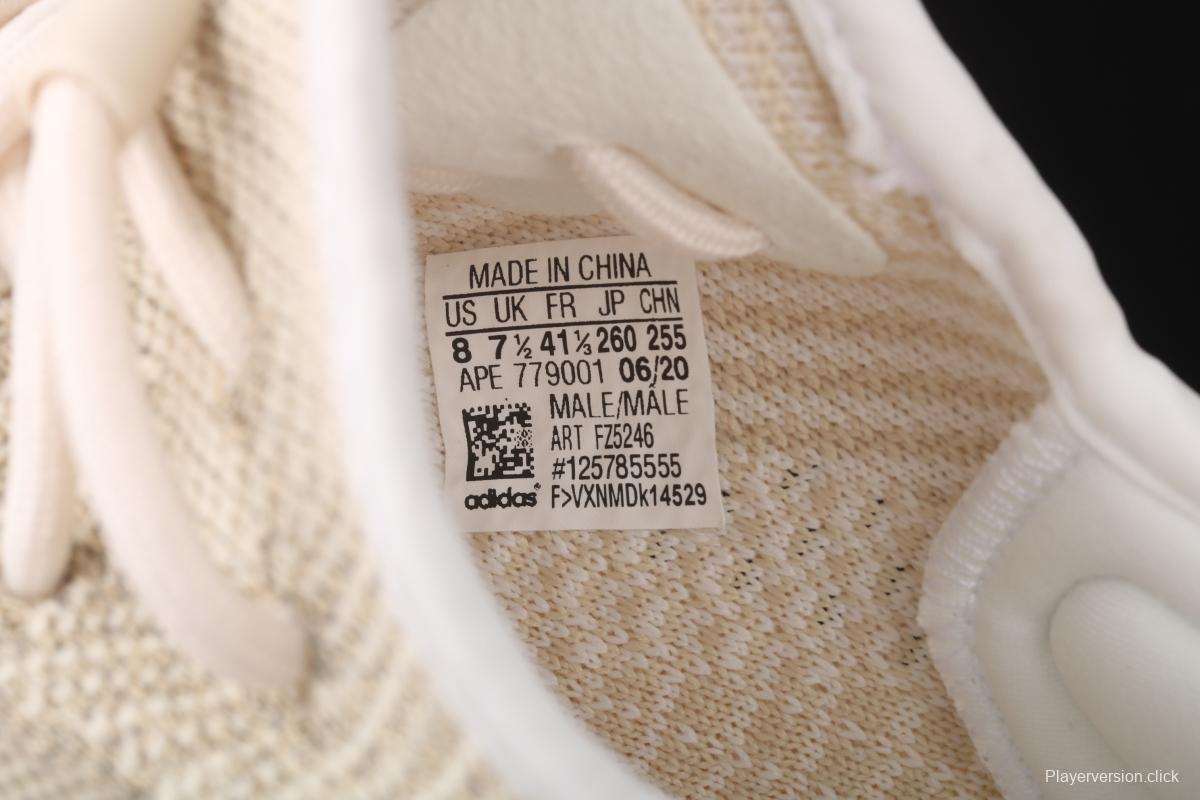 MADE IN CHINA
US UK FR JP CHN
8 7½ 41⅓ 260 255
APE 779001 06/20
MALE/MÂLE
ART FZ5246
#125785555
adidas® F>VXNMDk14529
Playerversion.click